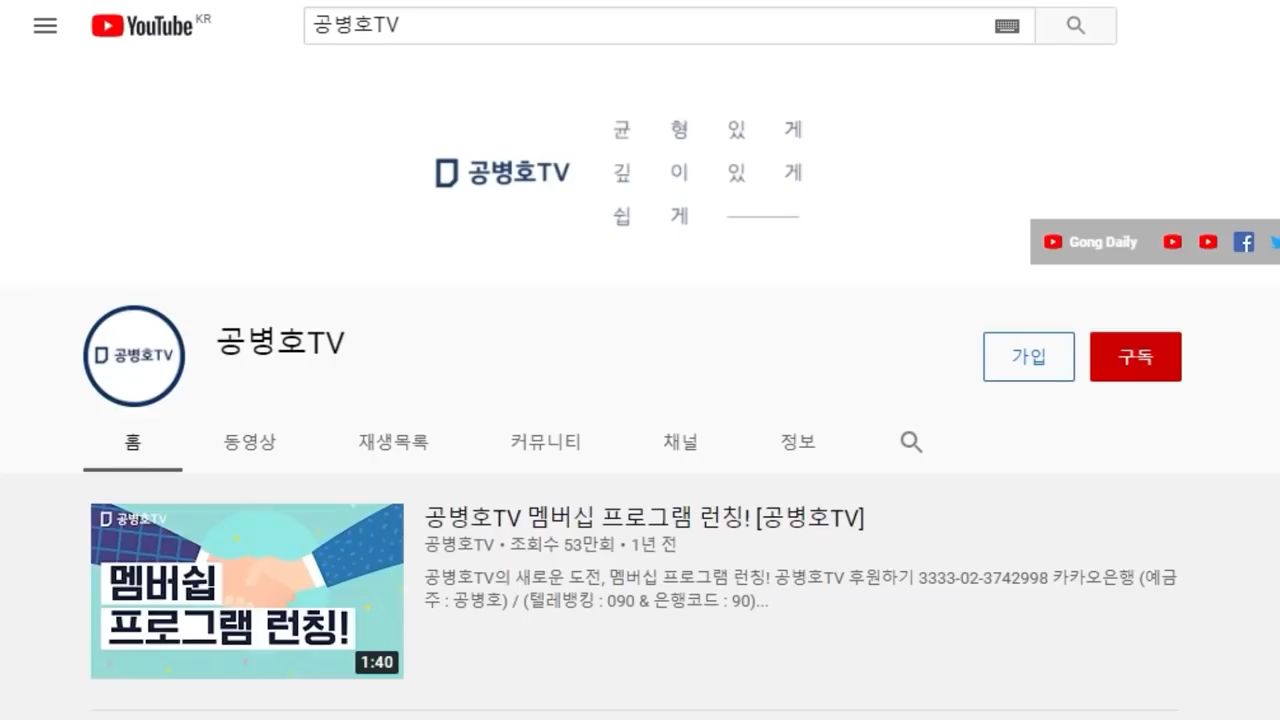 YouTube KR
공병호TV
균 형 있 게
공병호TV
깊 이 있 게
쉽 게
Gong Daily
공병호TV
공병호TV
가입
구독
홈
동영상
재생목록
커뮤니티
채널
정보
공병호TV
멤버쉽
프로그램 런칭!
1:40
공병호TV 멤버십 프로그램 런칭! [공병호TV]
공병호TV • 조회수 53만회 • 1년 전
공병호TV의 새로운 도전, 멤버십 프로그램 런칭! 공병호TV 후원하기 3333-02-3742998 카카오은행 (예금
주 : 공병호) / (텔레뱅킹 : 090 & 은행코드 : 90)...